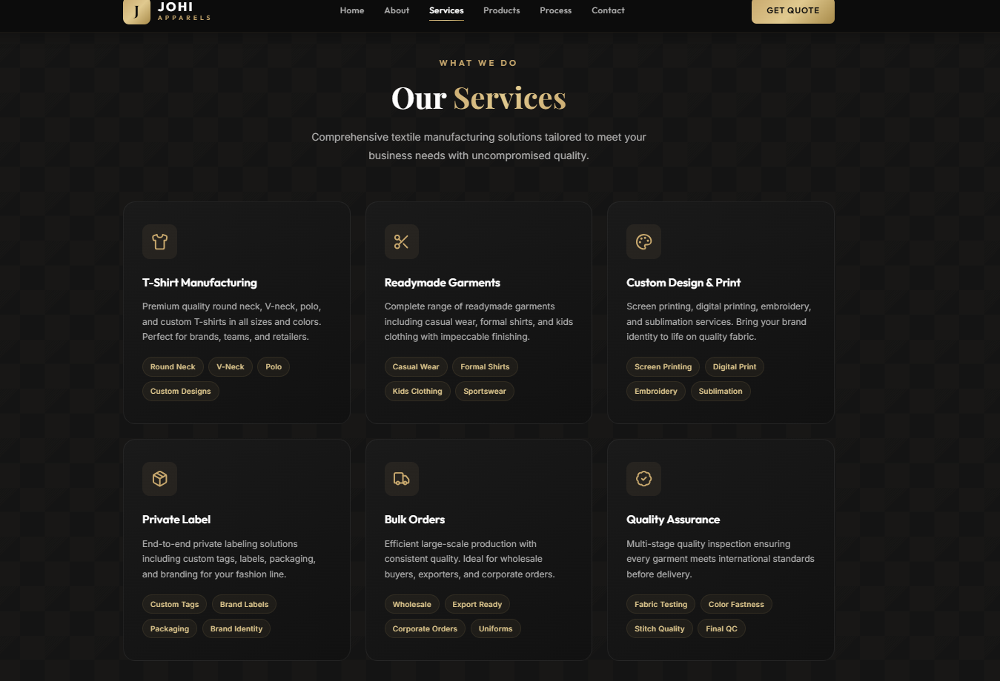 J
JOHI
APPARELS
Home About Services Products Process Contact
GET QUOTE
WHAT WE DO
Our Services
Comprehensive textile manufacturing solutions tailored to meet your
business needs with uncompromised quality.
T-Shirt Manufacturing
Premium quality round neck, V-neck, polo,
and custom T-shirts in all sizes and colors.
Perfect for brands, teams, and retailers.
Round Neck V-Neck Polo
Custom Designs
Readymade Garments
Complete range of readymade garments
including casual wear, formal shirts, and kids
clothing with impeccable finishing.
Casual Wear Formal Shirts
Kids Clothing Sportswear
Custom Design & Print
Screen printing, digital printing, embroidery,
and sublimation services. Bring your brand
identity to life on quality fabric.
Screen Printing Digital Print
Embroidery Sublimation
Private Label
End-to-end private labeling solutions
including custom tags, labels, packaging,
and branding for your fashion line.
Custom Tags Brand Labels
Packaging Brand Identity
Bulk Orders
Efficient large-scale production with
consistent quality. Ideal for wholesale
buyers, exporters, and corporate orders.
Wholesale Export Ready
Corporate Orders Uniforms
Quality Assurance
Multi-stage quality inspection ensuring
every garment meets international standards
before delivery.
Fabric Testing Color Fastness
Stitch Quality Final QC